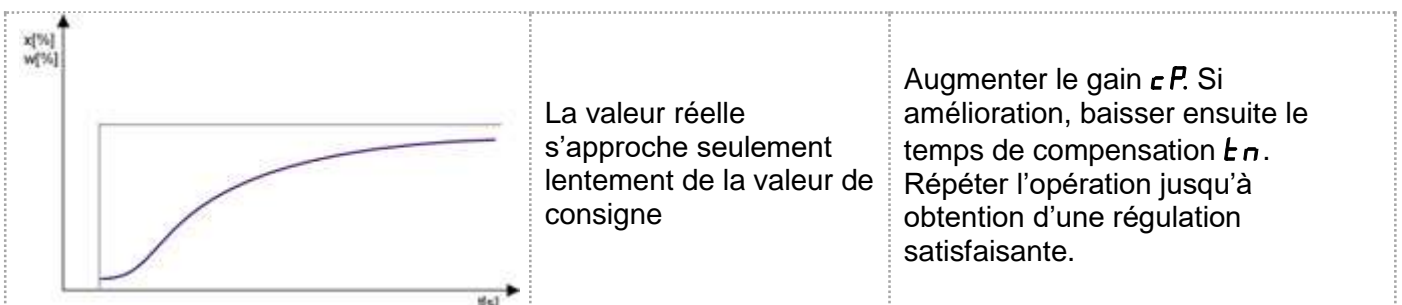 x[%]
w[%]
t[s]
La valeur réelle
s’approche seulement
lentement de la valeur de
consigne
Augmenter le gain cP. Si
amélioration, baisser ensuite le
temps de compensation tn.
Répéter l’opération jusqu’à
obtention d’une régulation
satisfaisante.